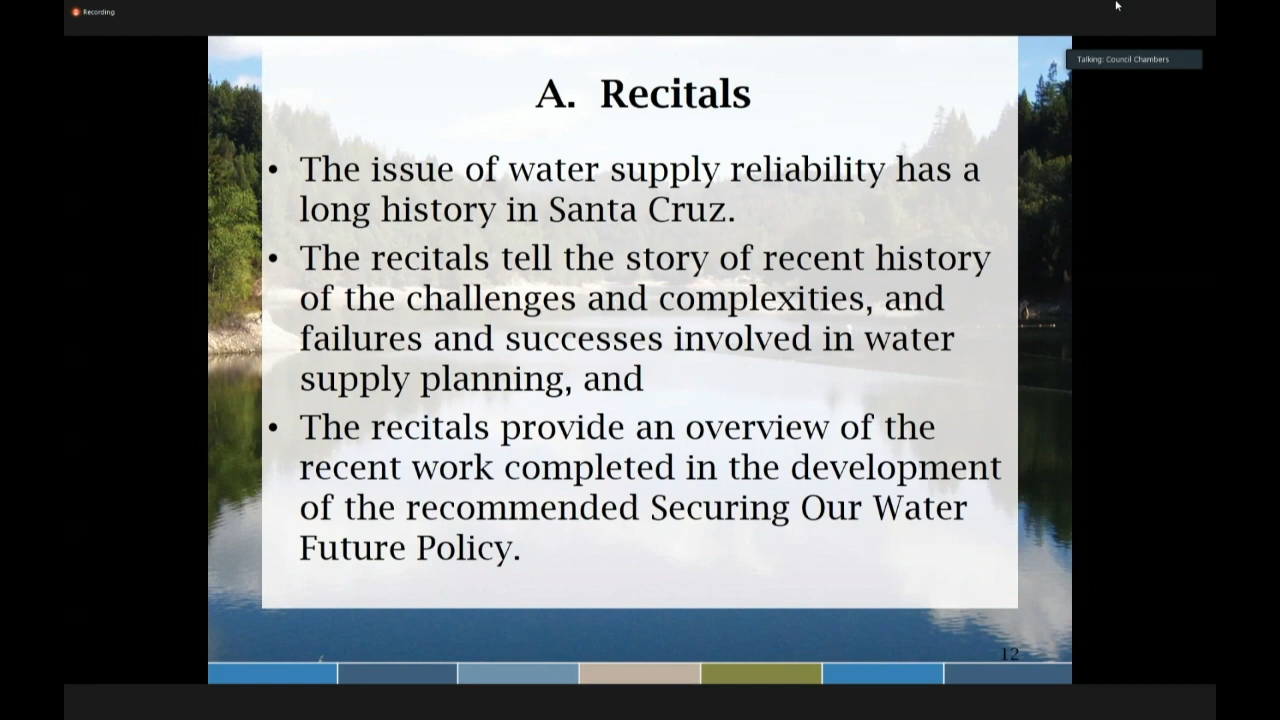 Recording
Talking: Council Chambers
A. Recitals
• The issue of water supply reliability has a
long history in Santa Cruz.
• The recitals tell the story of recent history
of the challenges and complexities, and
failures and successes involved in water
supply planning, and
• The recitals provide an overview of the
recent work completed in the development
of the recommended Securing Our Water
Future Policy.
12